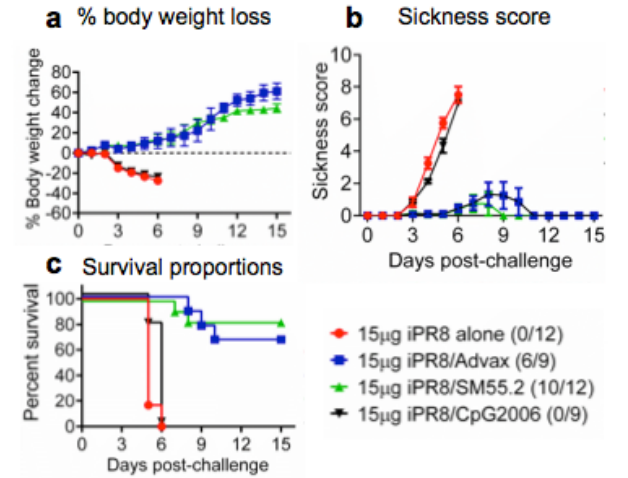 a % body weight loss
% Body weight change
80
60
40
20
0
-20
-40
-60
0 3 6 9 12 15
b Sickness score
Sickness score
10
8
6
4
2
0
0 3 6 9 12 15
Days post-challenge
c Survival proportions
Percent survival
100
80
60
40
20
0
0 3 6 9 12 15
Days post-challenge
15µg iPR8 alone (0/12)
15µg iPR8/Advax (6/9)
15µg iPR8/SM55.2 (10/12)
15µg iPR8/CpG2006 (0/9)